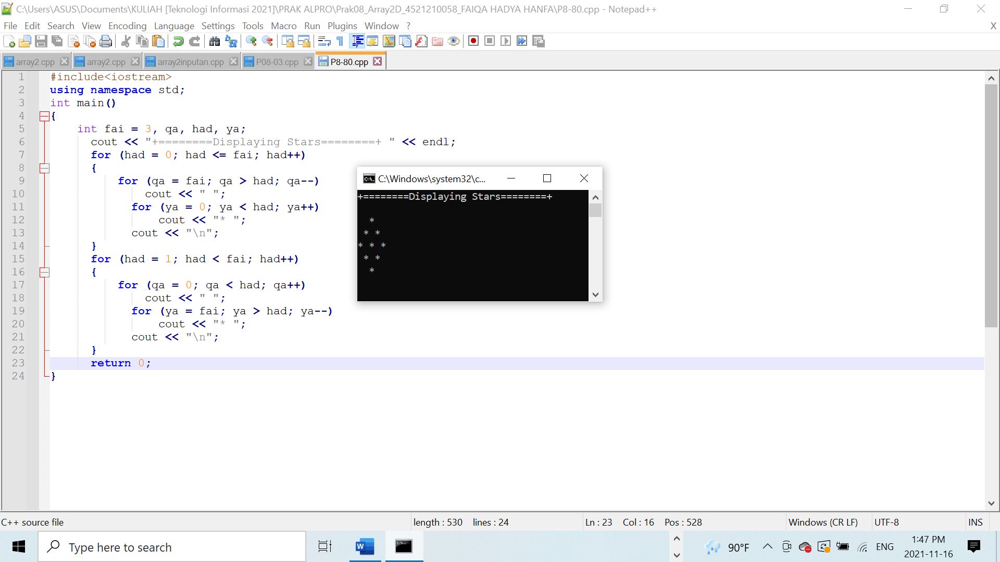 C:\Users\ASUS\Documents\KULIAH [Teknologi Informasi 2021]\PRAK ALPRO\Prak08_Array2D_4521210058_FAIQA HADYA HANFA\P8-80.cpp - Notepad++
File Edit Search View Encoding Language Settings Tools Macro Run Plugins Window ? X
array2.cpp array2.cpp array2inputan.cpp P08-03.cpp P8-80.cpp
1 #include<iostream>
2 using namespace std;
3 int main()
4 {
5 int fai = 3, qa, had, ya;
6 cout << "+========Displaying Stars========+ " << endl;
7 for (had = 0; had <= fai; had++)
8 {
9 for (qa = fai; qa > had; qa--)
10 cout << " ";
11 for (ya = 0; ya < had; ya++)
12 cout << "* ";
13 cout << "\n";
14 }
15 for (had = 1; had < fai; had++)
16 {
17 for (qa = 0; qa < had; qa++)
18 cout << " ";
19 for (ya = fai; ya > had; ya--)
20 cout << "* ";
21 cout << "\n";
22 }
23 return 0;
24 }
C:\Windows\system32\c...
+========Displaying Stars========+
*
* *
* * *
* *
*
C++ source file length : 530 lines : 24 Ln : 23 Col : 16 Pos : 528 Windows (CR LF) UTF-8 INS
Type here to search
90°F ENG
1:47 PM
2021-11-16